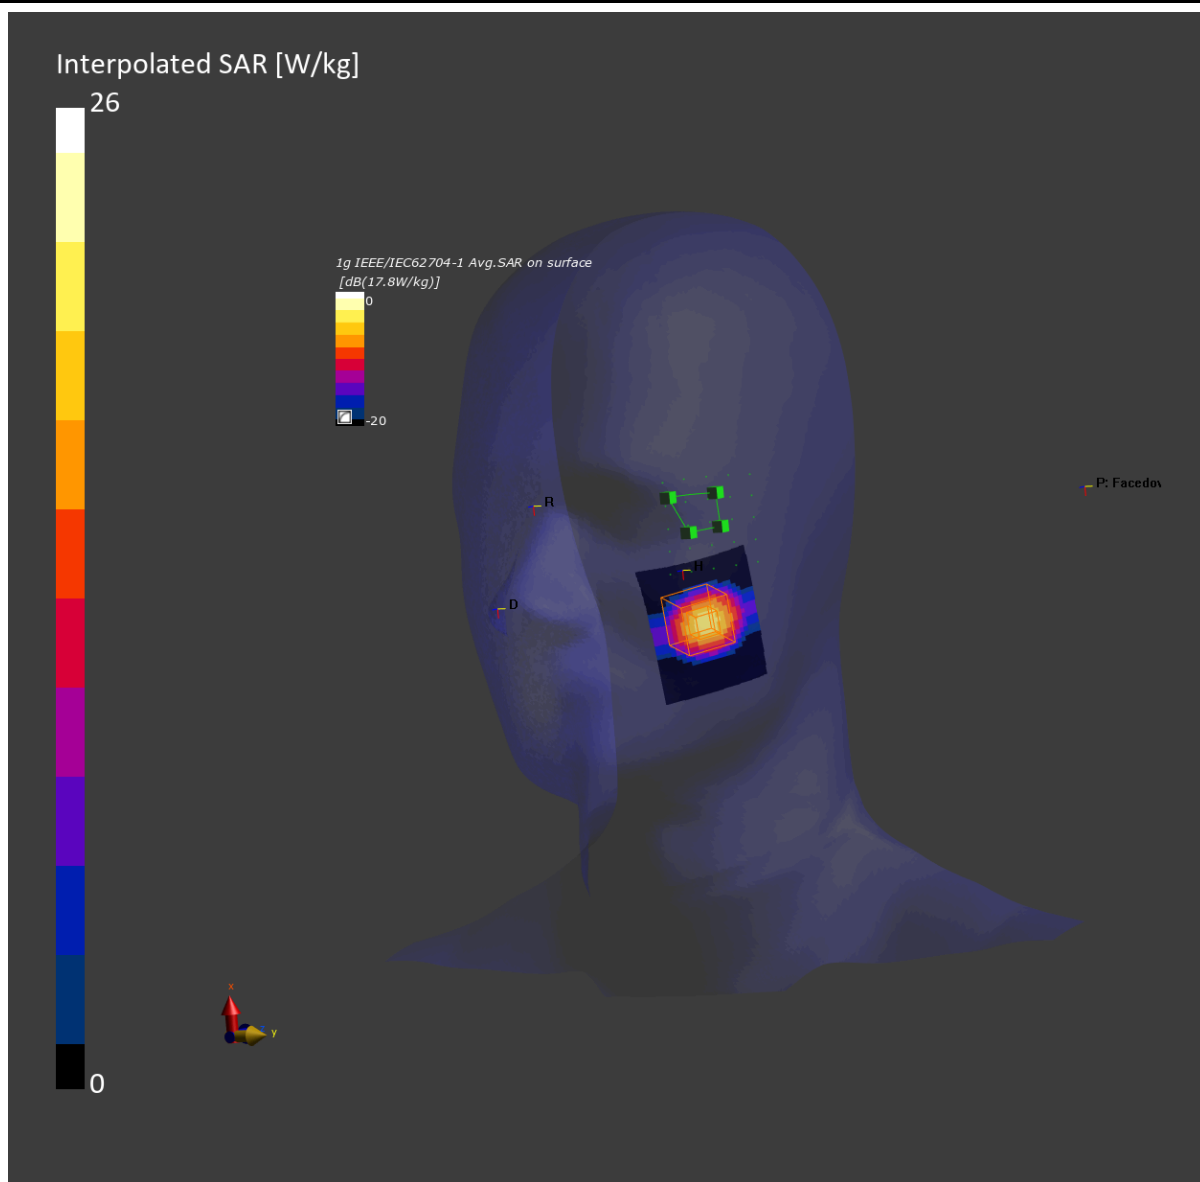 Interpolated SAR [W/kg]
26
1g IEEE/IEC62704-1 Avg.SAR on surface
[dB(17.8W/kg)]
0
-20
R
P: Facedov
H
D
x
y
0